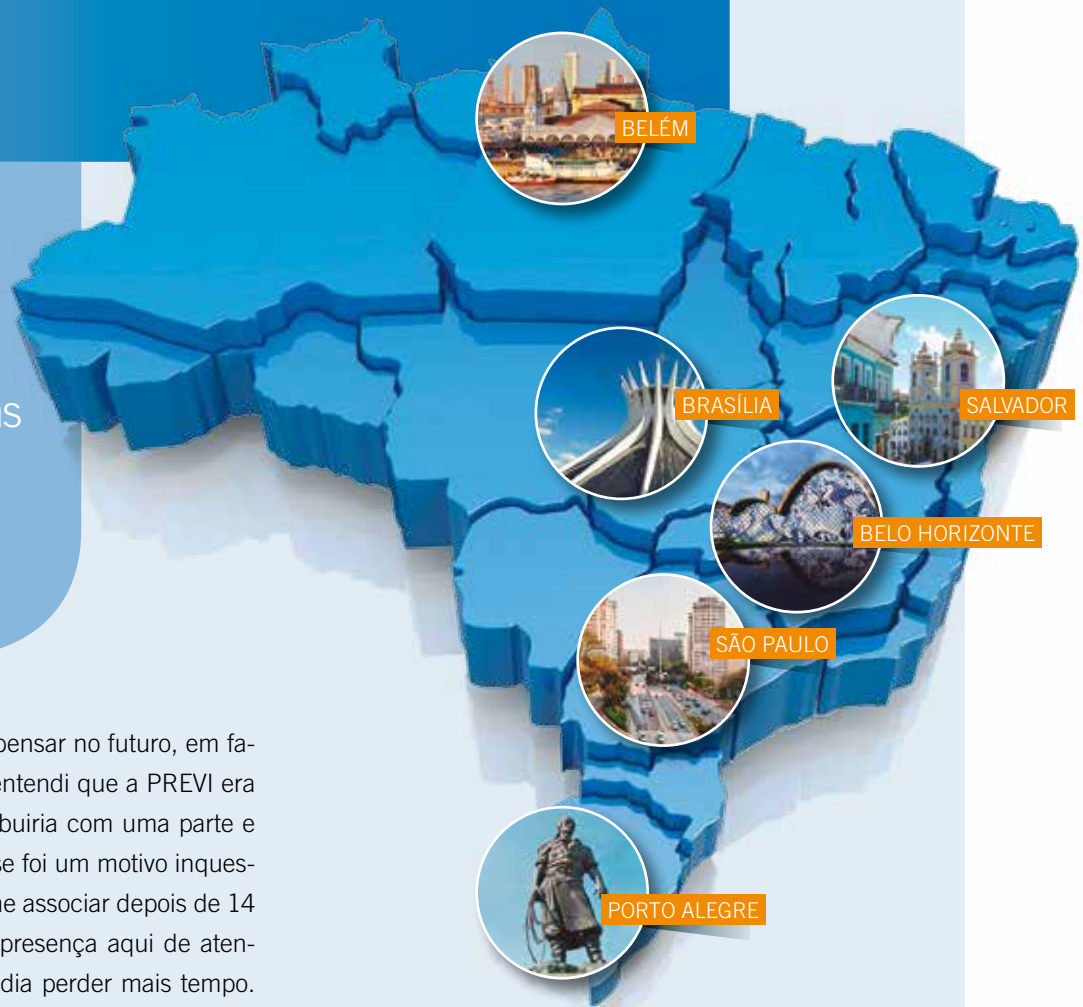 BELÉM
BRASÍLIA
SALVADOR
BELO HORIZONTE
SÃO PAULO
PORTO ALEGRE
pensar no futuro, em fa-
entendi que a PREVI era
buiria com uma parte e
se foi um motivo inques-
me associar depois de 14
presença aqui de aten-
dia perder mais tempo.